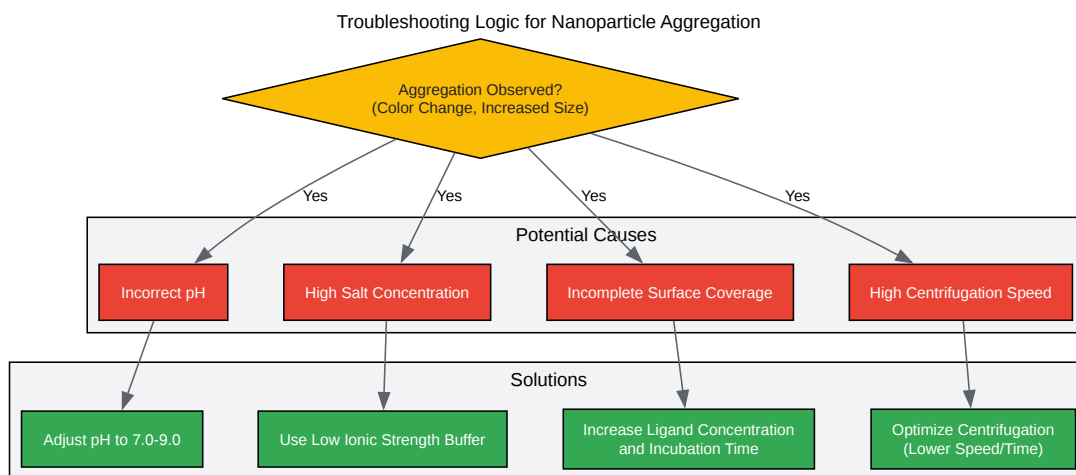 Troubleshooting Logic for Nanoparticle Aggregation
Aggregation Observed?
(Color Change, Increased Size)
Yes
Yes
Yes
Yes
Potential Causes
Incorrect pH
High Salt Concentration
Incomplete Surface Coverage
High Centrifugation Speed
Solutions
Adjust pH to 7.0-9.0
Use Low Ionic Strength Buffer
Increase Ligand Concentration
and Incubation Time
Optimize Centrifugation
(Lower Speed/Time)